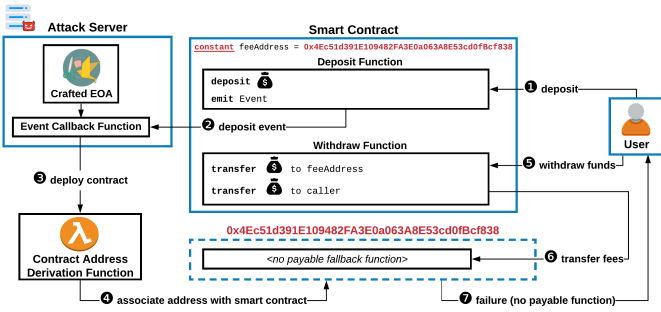 Attack Server
Smart Contract
constant feeAddress = 0x4Ec51d391E109482FA3E0a063A8E53cd0fBcf838
Deposit Function
deposit $
emit Event
Crafted EOA
Event Callback Function
1 deposit
2 deposit event
User
Withdraw Function
transfer $ to feeAddress
transfer $ to caller
5 withdraw funds
3 deploy contract
λ
Contract Address
Derivation Function
0x4Ec51d391E109482FA3E0a063A8E53cd0fBcf838
<no payable fallback function>
6 transfer fees
4 associate address with smart contract
7 failure (no payable function)